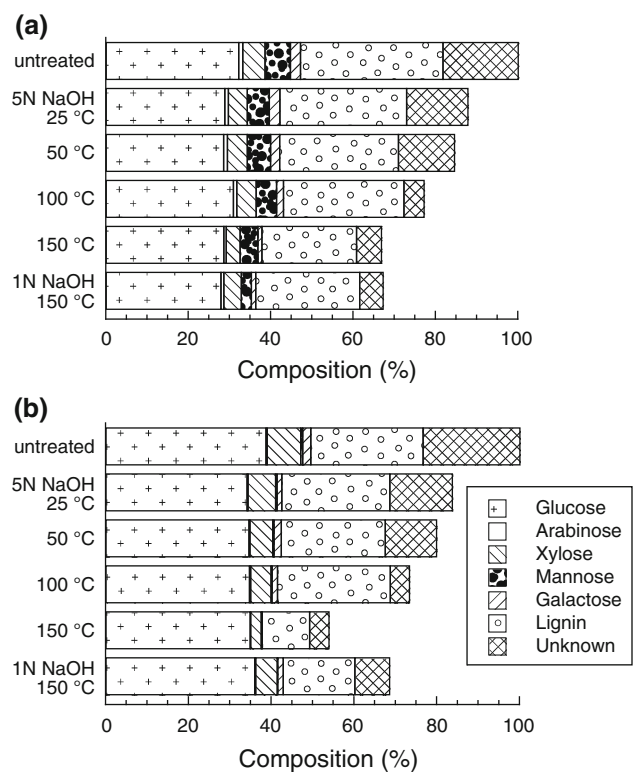 (a)
untreated
5N NaOH
25 °C
50 °C
100 °C
150 °C
1N NaOH
150 °C
0 20 40 60 80 100
Composition (%)
(b)
untreated
5N NaOH
25 °C
50 °C
100 °C
150 °C
1N NaOH
150 °C
Glucose
Arabinose
Xylose
Mannose
Galactose
Lignin
Unknown
0 20 40 60 80 100
Composition (%)